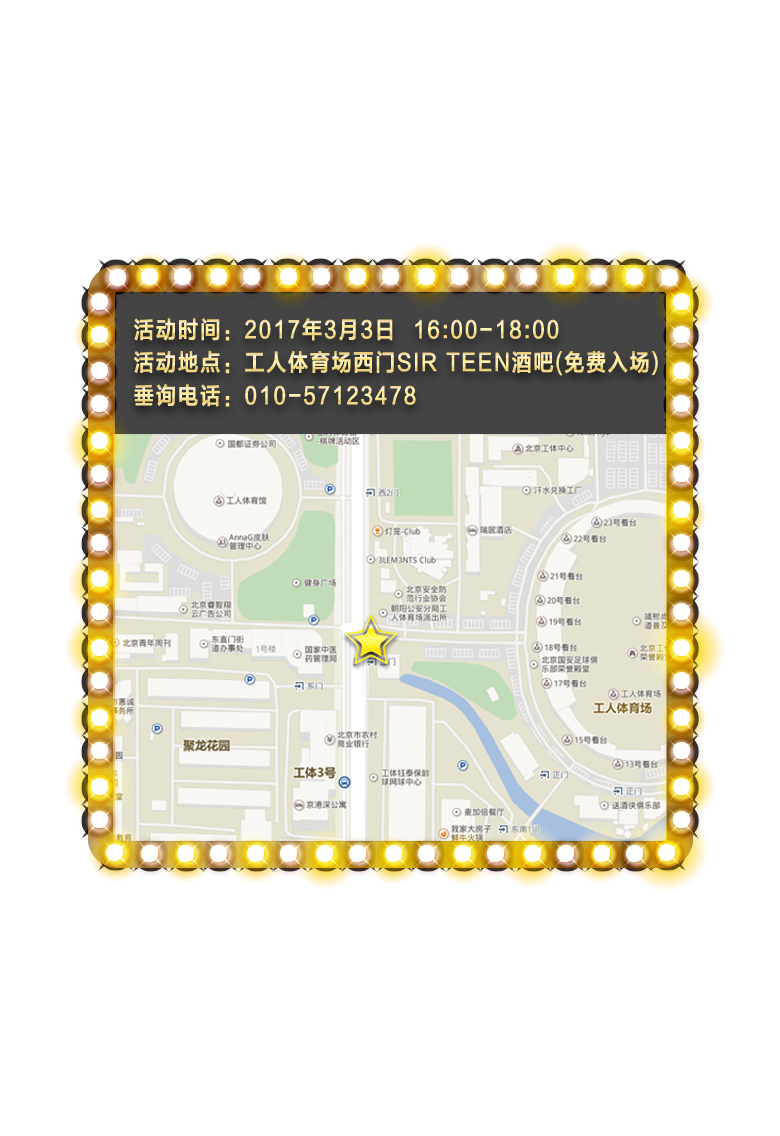 活动时间：2017年3月3日 16:00-18:00
活动地点：工人体育场西门SIR TEEN酒吧(免费入场)
垂询电话：010-57123478
国都证券公司
棋牌活动区
北京工体中心
P
西2门
汗水兑换工厂
工人体育馆
23号看台
灯笼-Club
瑞居酒店
22号看台
AnnaG皮肤
管理中心
3LEM3NTS Club
21号看台
健身广场
北京安全防
范行业协会
20号看台
北京睿智翔
云广告公司
朝阳公安分局工
人体育场派出所
P
19号看台
北京青年周刊
东直门街
道办事处
1号楼
国家中医
药管理局
18号看台
北京国安足球俱
乐部荣誉殿堂
P
东门
17号看台
工人体育场
工人体育场
P
聚龙花园
北京市农村
商业银行
15号看台
工体3号
工体钰泰保龄
球网球中心
P
13号看台
正门
正门
京港深公寓
麦加倍餐厅
送酒侠俱乐部
我家大房子
鲜牛火锅
东南1门